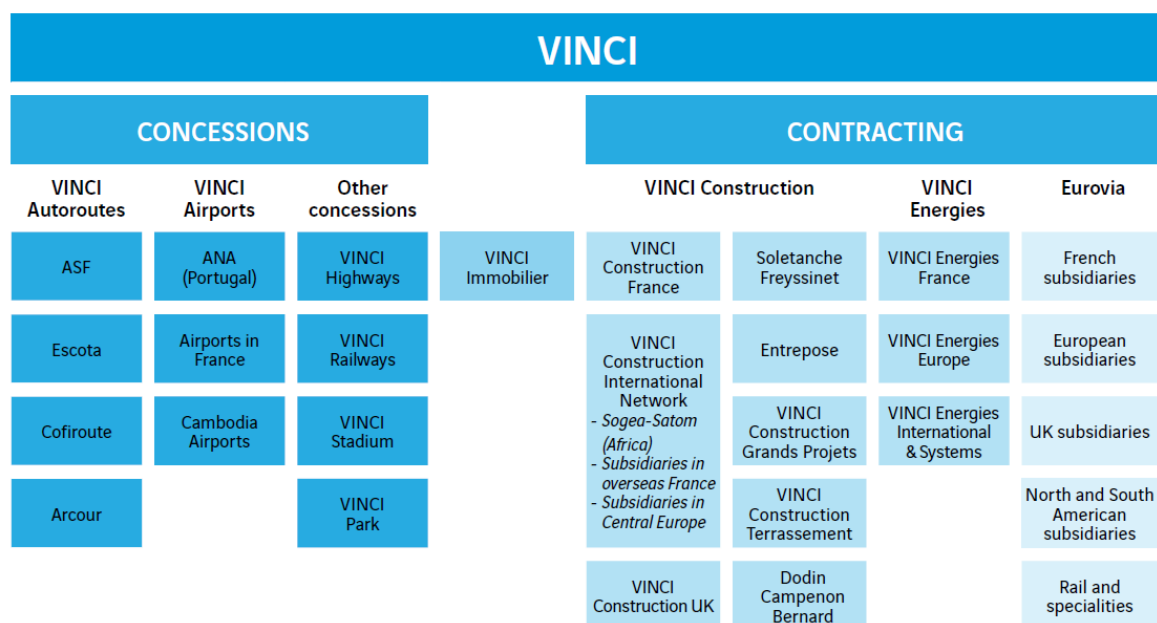 VINCI
CONCESSIONS
VINCI
Autoroutes
ASF
Escota
Cofiroute
Arcour
VINCI
Airports
ANA
(Portugal)
Airports in
France
Cambodia
Airports
Other
concessions
VINCI
Highways
VINCI
Railways
VINCI
Stadium
VINCI
Park
VINCI
Immobilier
CONTRACTING
VINCI Construction
VINCI
Construction
France
VINCI
Construction
International
Network
- Sogea-Satom
(Africa)
- Subsidiaries in
overseas France
- Subsidiaries in
Central Europe
VINCI
Construction UK
Soletanche
Freyssinet
Entrepose
VINCI
Construction
Grands Projets
VINCI
Construction
Terrassement
Dodin
Campenon
Bernard
VINCI
Energies
VINCI Energies
France
VINCI Energies
Europe
VINCI Energies
International
& Systems
Eurovia
French
subsidiaries
European
subsidiaries
UK subsidiaries
North and South
American
subsidiaries
Rail and
specialities